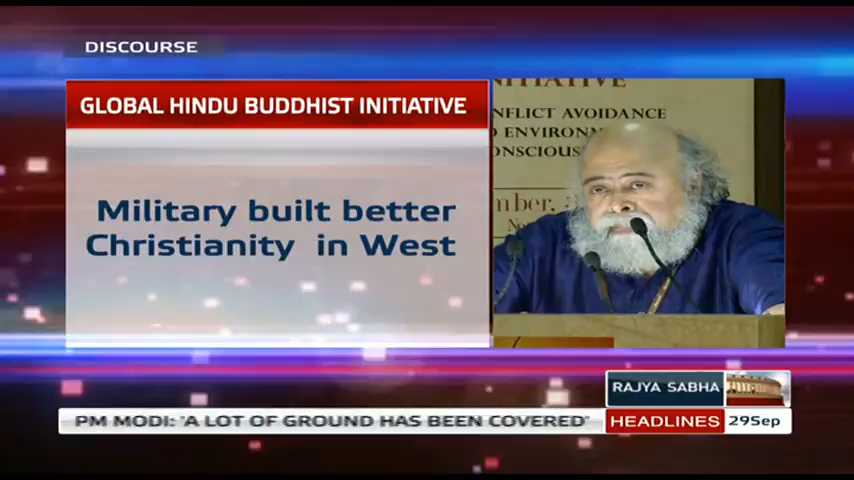 DISCOURSE
GLOBAL HINDU BUDDHIST INITIATIVE
Military built better
Christianity in West
INITIATIVE
NFLICT AVOIDANCE
D ENVIRONM
ONSCIOUS
mber,
RAJYA SABHA
PM MODI: 'A LOT OF GROUND HAS BEEN COVERED'
HEADLINES
29Sep